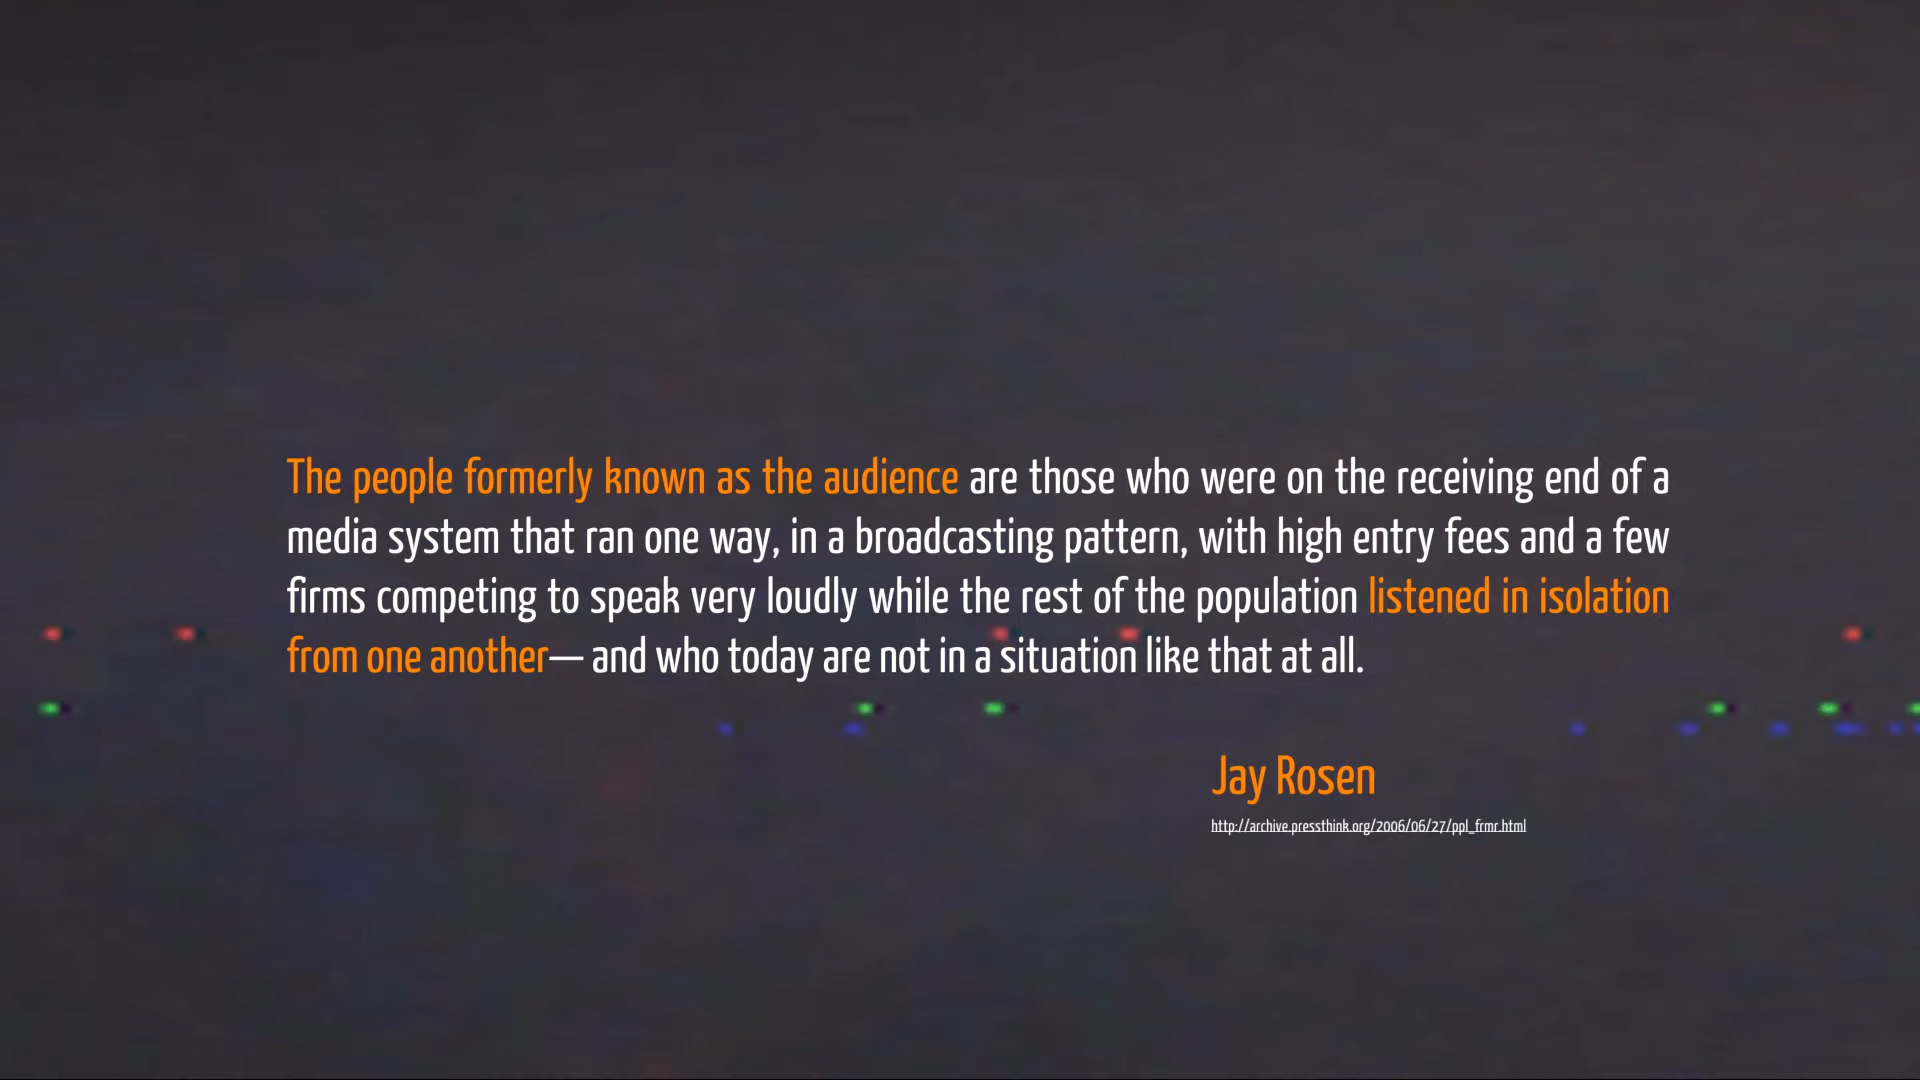 The people formerly known as the audience are those who were on the receiving end of a
media system that ran one way, in a broadcasting pattern, with high entry fees and a few
firms competing to speak very loudly while the rest of the population listened in isolation
from one another— and who today are not in a situation like that at all.
Jay Rosen
http://archive.pressthink.org/2006/06/27/ppl_frmr.html